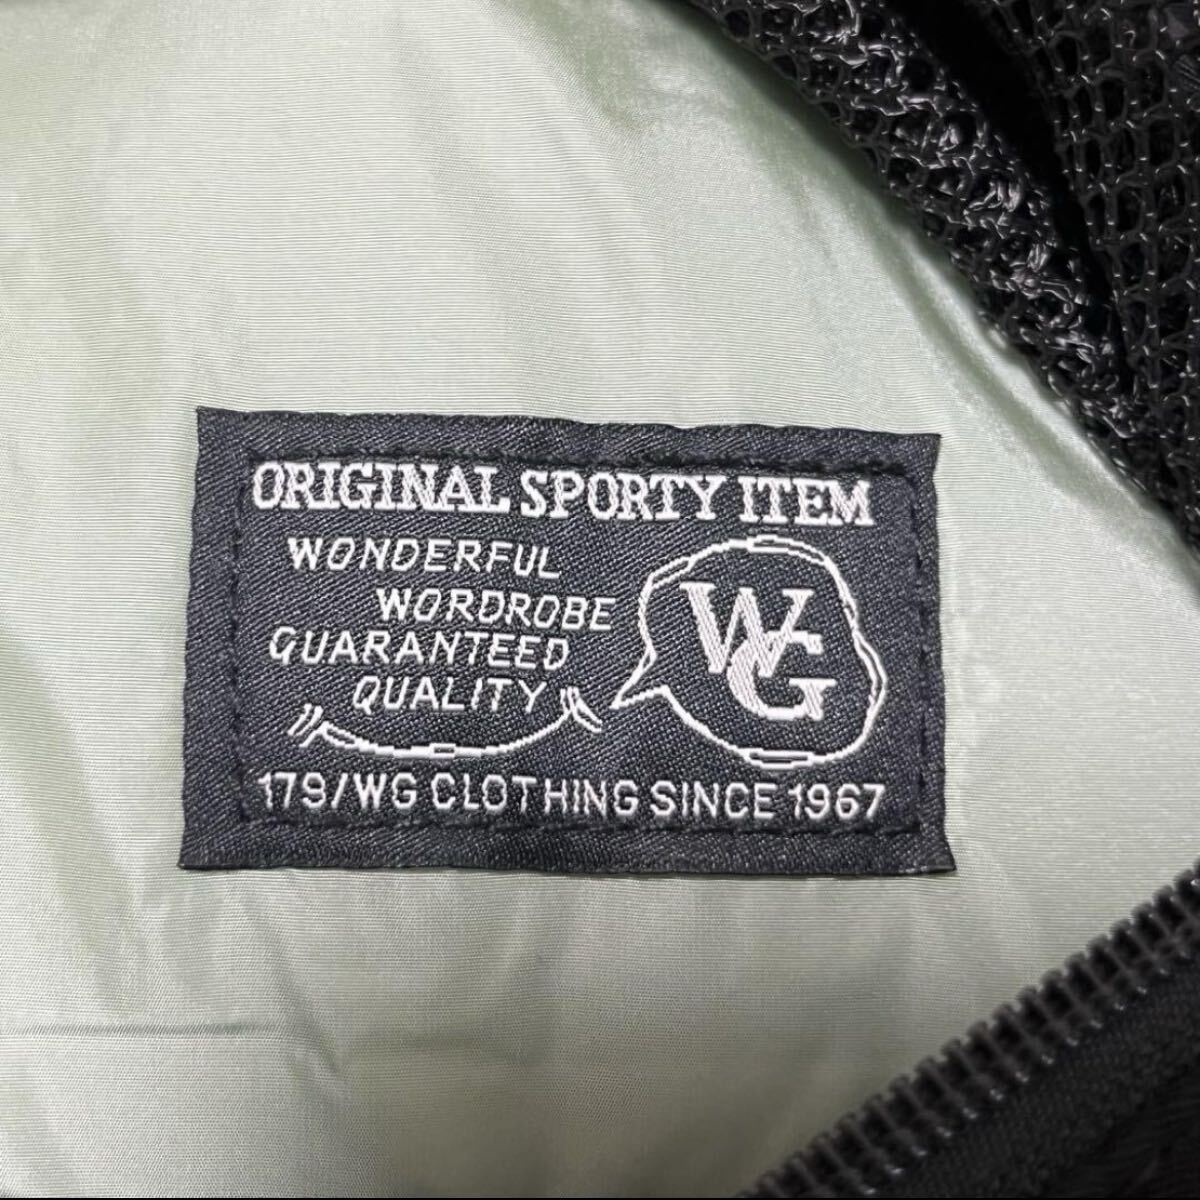 ORIGINAL SPORTY ITEM
WONDERFUL
WORDROBE
GUARANTEED
QUALITY
WG
179/WG CLOTHING SINCE 1967